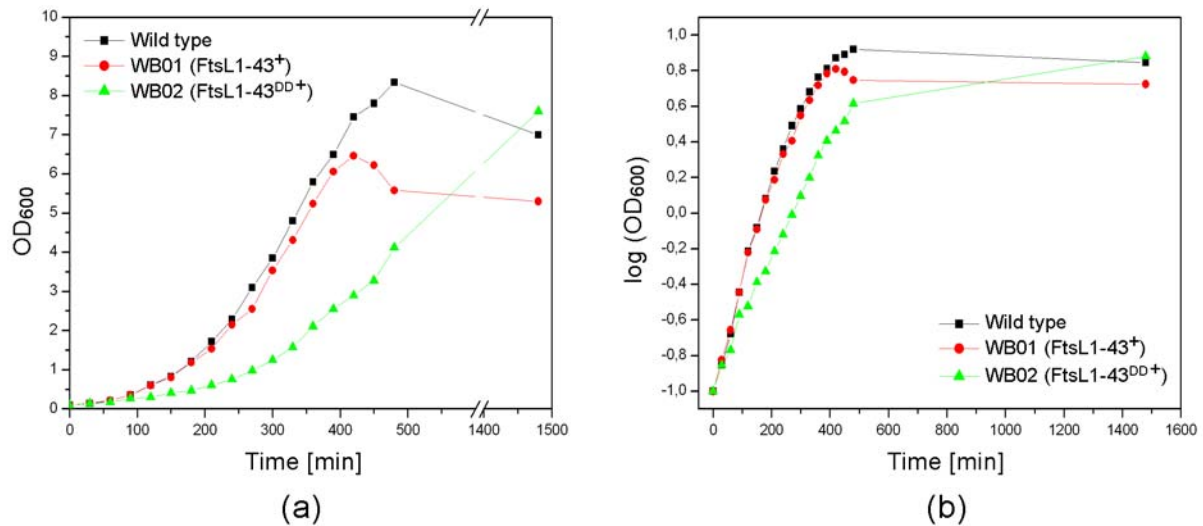 10
9
8
7
6
5
4
3
2
1
0
OD600
Wild type
WB01 (FtsL1-43+)
WB02 (FtsL1-43DD+)
0 100 200 300 400 500 1400 1500
Time [min]
(a)
1,0
0,8
0,6
0,4
0,2
0,0
-0,2
-0,4
-0,6
-0,8
-1,0
log (OD600)
Wild type
WB01 (FtsL1-43+)
WB02 (FtsL1-43DD+)
0 200 400 600 800 1000 1200 1400 1600
Time [min]
(b)